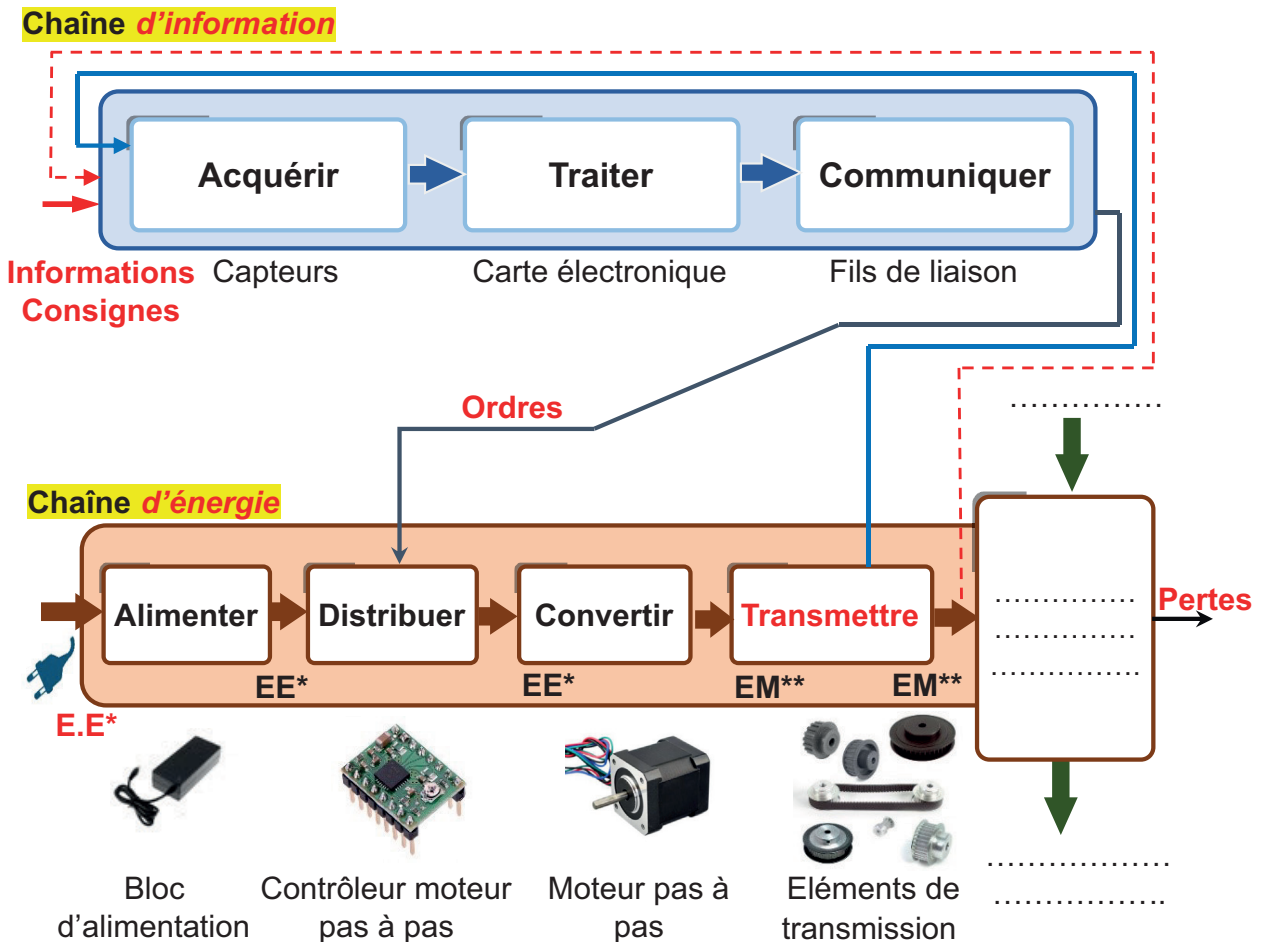 Chaîne d’information
Acquérir
Traiter
Communiquer
Informations
Consignes
Capteurs
Carte électronique
Fils de liaison
Ordres
……………
Chaîne d’énergie
Alimenter
Distribuer
Convertir
Transmettre
……………
……………
……………
Pertes
EE*
EE*
EM**
EM**
E.E*
Bloc
d’alimentation
Contrôleur moteur
pas à pas
Moteur pas à
pas
Eléments de
transmission
………………
……………..